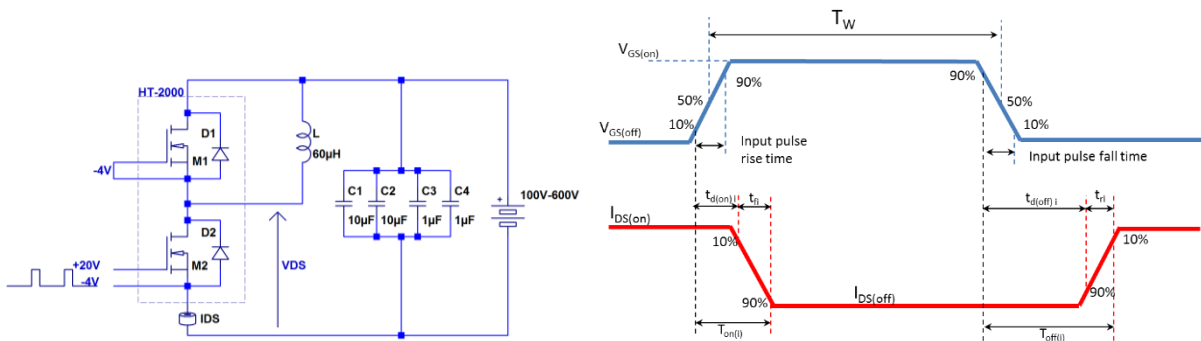 HT-2000
D1
M1
-4V
L
60µH
D2
M2
+20V
-4V
VDS
IDS
C1 C2 C3 C4
10µF 10µF 1µF 1µF
100V-600V
+
T_W
V_GS(on)
90% 90%
50% 50%
10% 10%
V_GS(off)
Input pulse
rise time
Input pulse fall time
t_d(on) i t_fi
t_d(off) i t_ri
I_DS(on)
10% 10%
90% 90%
I_DS(off)
T_on(i)
T_off(i)